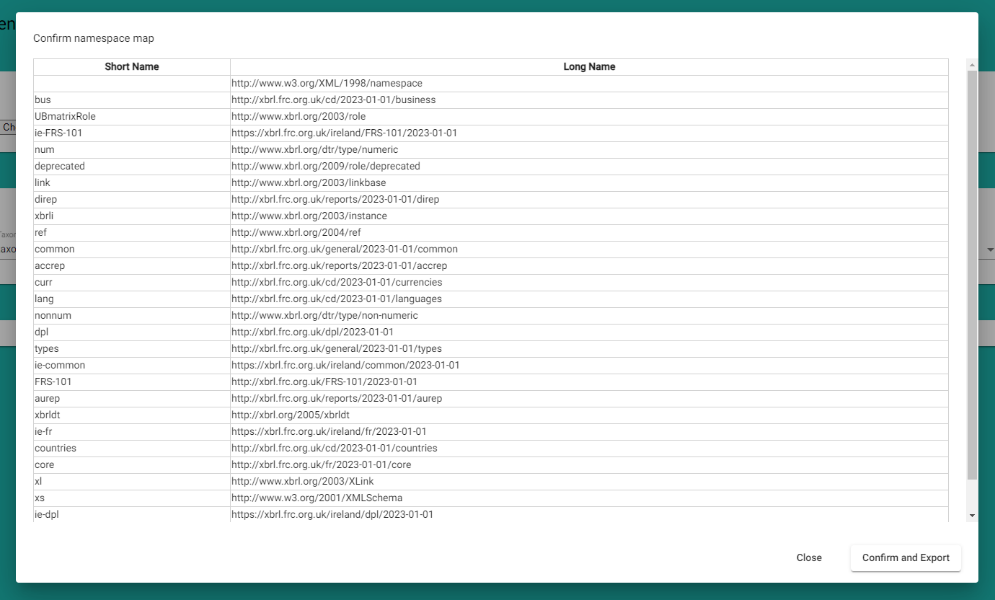 en
Confirm namespace map
Short Name Long Name
http://www.w3.org/XML/1998/namespace
bus http://xbrl.frc.org.uk/cd/2023-01-01/business
UBmatrixRole http://www.xbrl.org/2003/role
ie-FRS-101 https://xbrl.frc.org.uk/ireland/FRS-101/2023-01-01
num http://www.xbrl.org/dtr/type/numeric
deprecated http://www.xbrl.org/2009/role/deprecated
link http://www.xbrl.org/2003/linkbase
direp http://xbrl.frc.org.uk/reports/2023-01-01/direp
xbrli http://www.xbrl.org/2003/instance
ref http://www.xbrl.org/2004/ref
common http://xbrl.frc.org.uk/general/2023-01-01/common
accrep http://xbrl.frc.org.uk/reports/2023-01-01/accrep
curr http://xbrl.frc.org.uk/cd/2023-01-01/currencies
lang http://xbrl.frc.org.uk/cd/2023-01-01/languages
nonnum http://www.xbrl.org/dtr/type/non-numeric
dpl http://xbrl.frc.org.uk/dpl/2023-01-01
types http://xbrl.frc.org.uk/general/2023-01-01/types
ie-common https://xbrl.frc.org.uk/ireland/common/2023-01-01
FRS-101 http://xbrl.frc.org.uk/FRS-101/2023-01-01
aurep http://xbrl.frc.org.uk/reports/2023-01-01/aurep
xbrldt http://xbrl.org/2005/xbrldt
ie-fr https://xbrl.frc.org.uk/ireland/fr/2023-01-01
countries http://xbrl.frc.org.uk/cd/2023-01-01/countries
core http://xbrl.frc.org.uk/fr/2023-01-01/core
xl http://www.xbrl.org/2003/XLink
xs http://www.w3.org/2001/XMLSchema
ie-dpl https://xbrl.frc.org.uk/ireland/dpl/2023-01-01
Ch
Taxon
axo
Close Confirm and Export